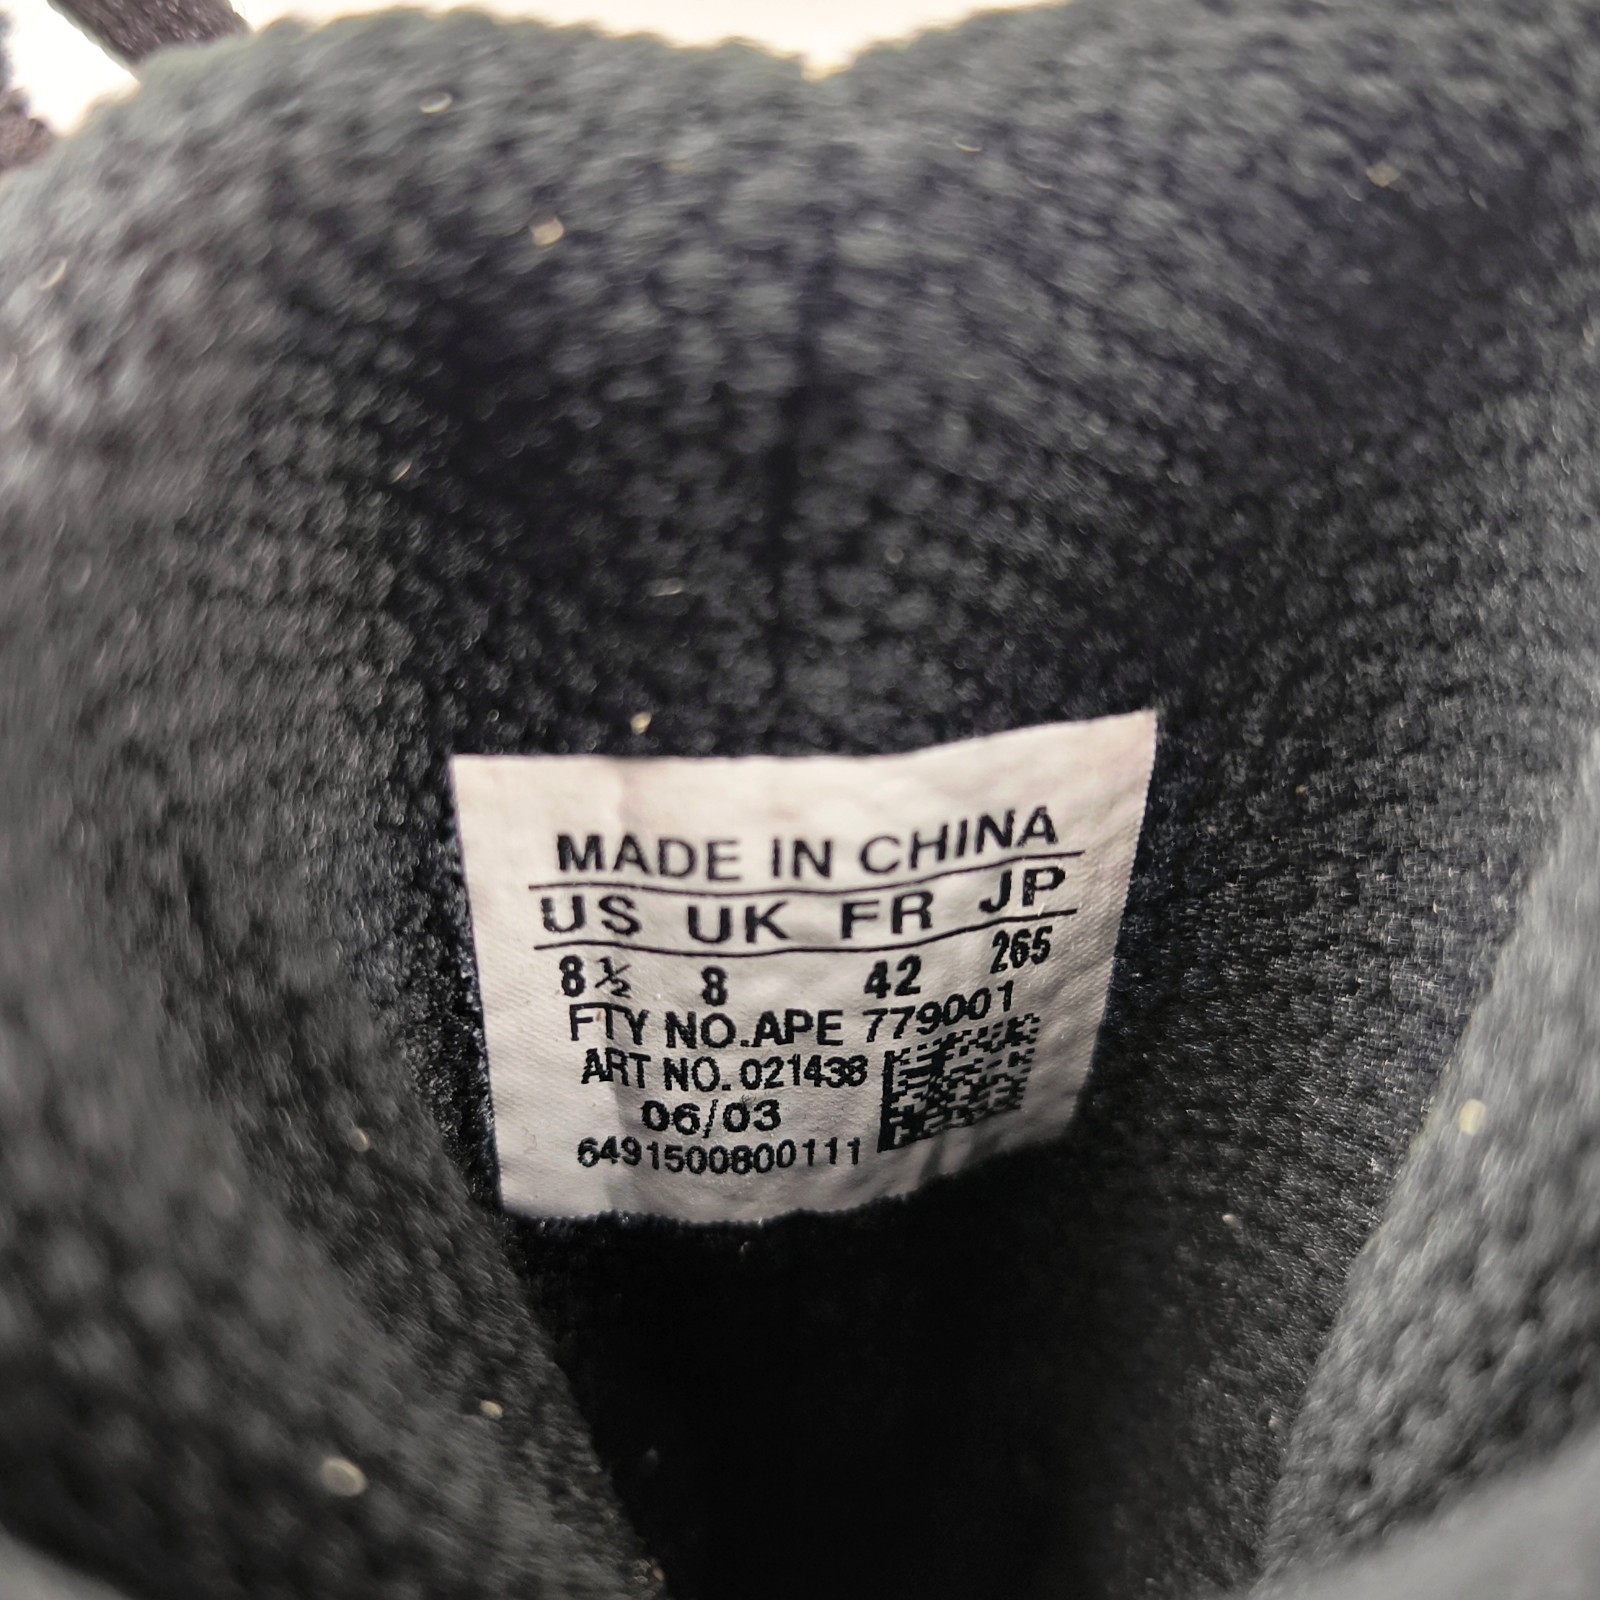 MADE IN CHINA
US UK FR JP
8½ 8 42 265
FTY NO.APE 779001
ART NO. 021438
06/03
6491500800111